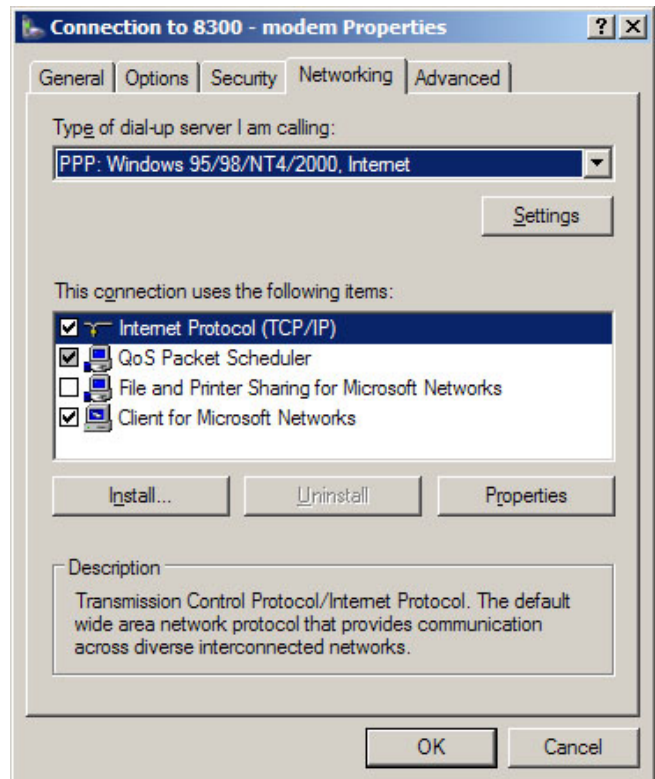 Connection to 8300 - modem Properties
General Options Security Networking Advanced
Type of dial-up server I am calling:
PPP: Windows 95/98/NT4/2000, Internet
Settings
This connection uses the following items:
Internet Protocol (TCP/IP)
QoS Packet Scheduler
File and Printer Sharing for Microsoft Networks
Client for Microsoft Networks
Install... Uninstall Properties
Description
Transmission Control Protocol/Internet Protocol. The default
wide area network protocol that provides communication
across diverse interconnected networks.
OK Cancel